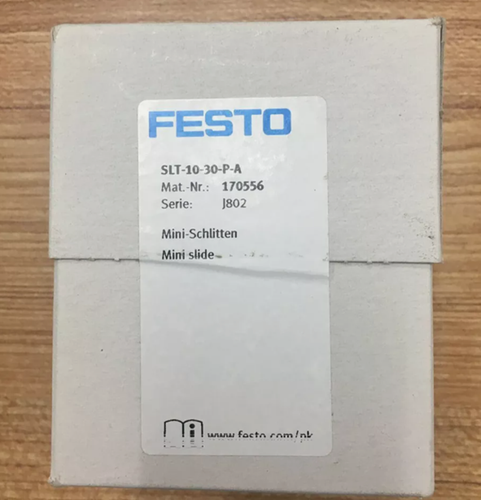 FESTO
SLT-10-30-P-A
Mat.-Nr.: 170556
Serie: J802
Mini-Schlitten
Mini slide
www.festo.com/pk